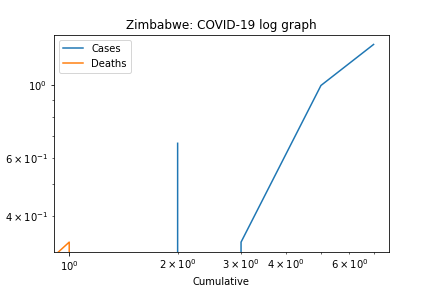 Zimbabwe: COVID-19 log graph
Cases
Deaths
10⁰
6 × 10⁻¹
4 × 10⁻¹
10⁰
2 × 10⁰
3 × 10⁰
4 × 10⁰
6 × 10⁰
Cumulative